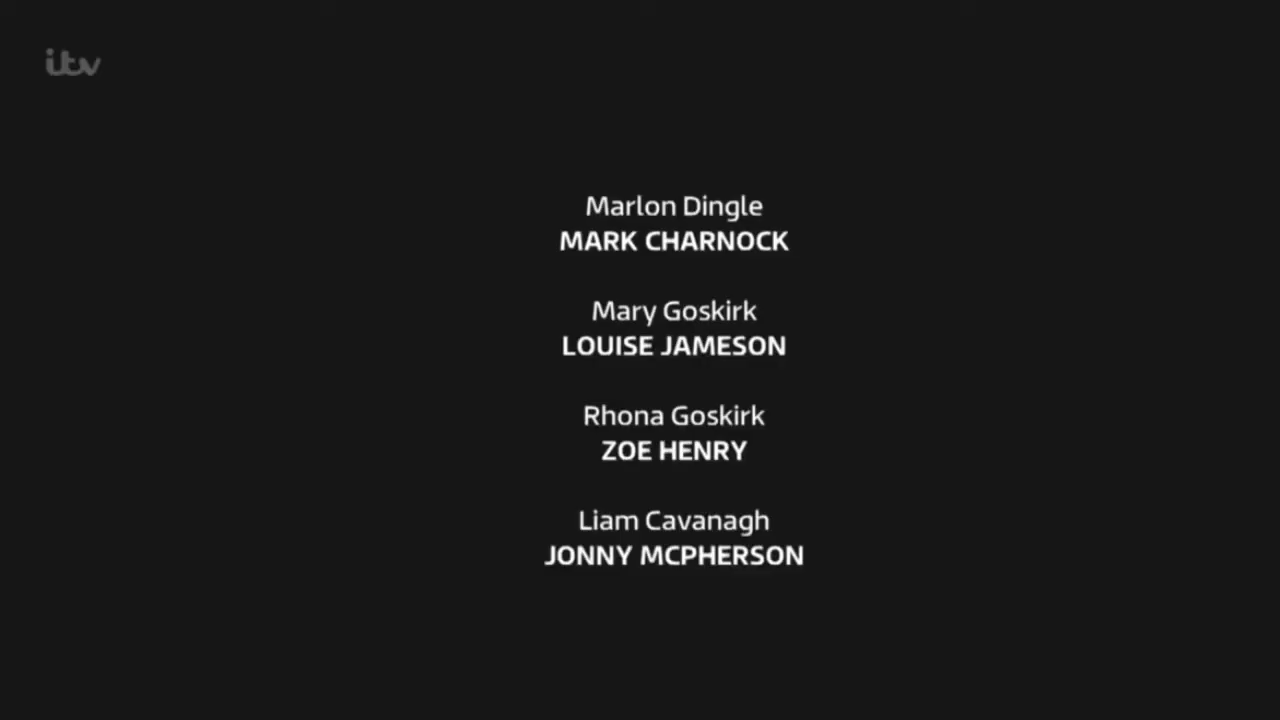 itv
Marlon Dingle
MARK CHARNOCK
Mary Goskirk
LOUISE JAMESON
Rhona Goskirk
ZOE HENRY
Liam Cavanagh
JONNY MCPHERSON